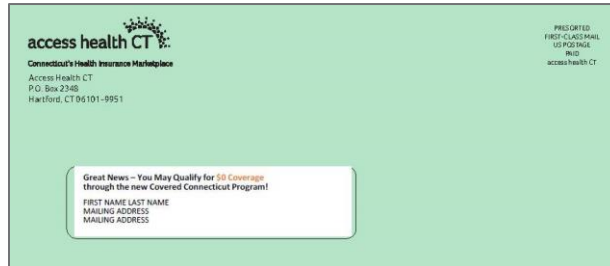 access health CT
Connecticut's Health Insurance Marketplace
Access Health CT
P.O. Box 2348
Hartford, CT 06101-9951
PRESORTED
FIRST-CLASS MAIL
US POSTAGE
PAID
access health CT
Great News – You May Qualify for $0 Coverage
through the new Covered Connecticut Program!
FIRST NAME LAST NAME
MAILING ADDRESS
MAILING ADDRESS